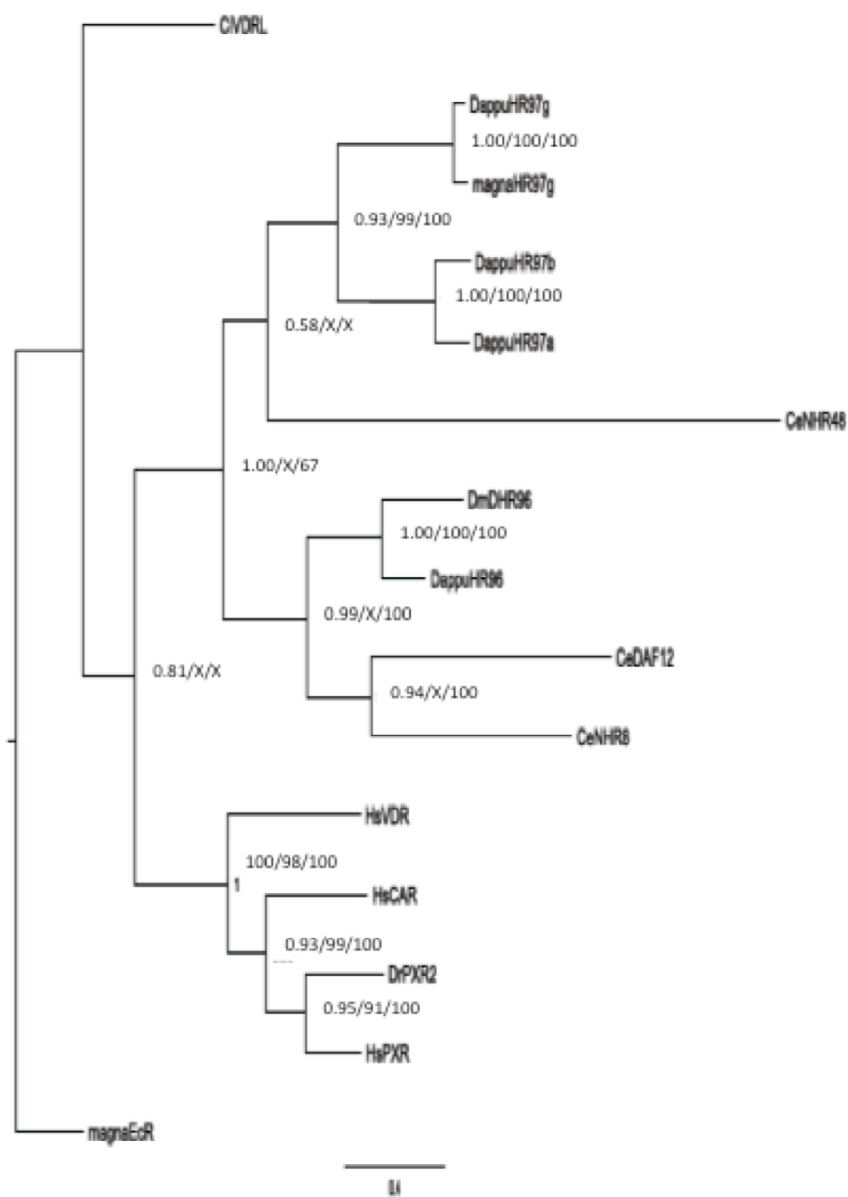 CiVDRL
DappuHR97g
1.00/100/100
magnaHR97g
0.93/99/100
DappuHR97b
1.00/100/100
0.58/X/X
DappuHR97a
CeNHR48
1.00/X/67
DmDHR96
1.00/100/100
DappuHR96
0.99/X/100
CeDAF12
0.81/X/X
0.94/X/100
CeNHR8
HsVDR
100/98/100
1
HsCAR
0.93/99/100
DrPXR2
0.95/91/100
HsPXR
magnaEcR
0.4